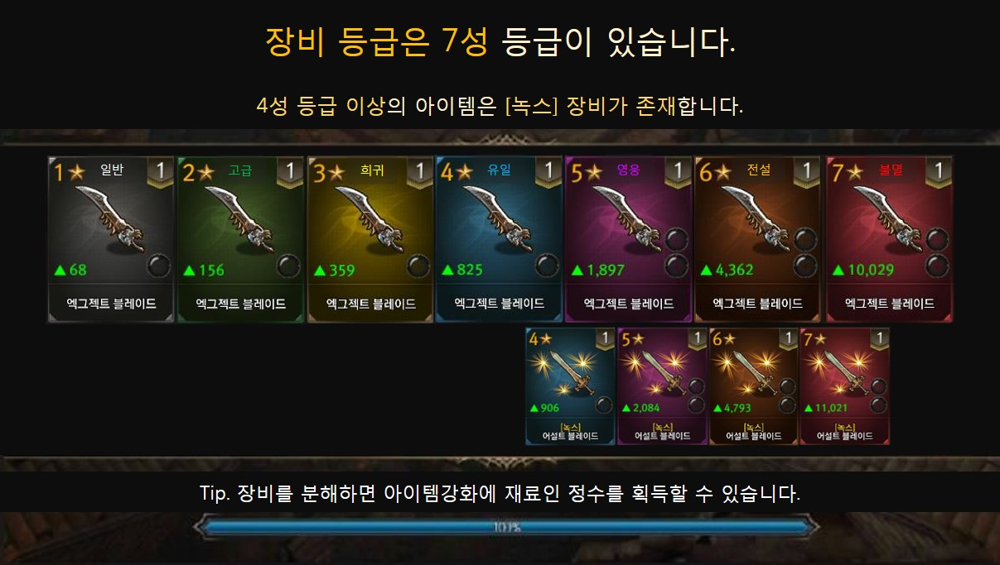 장비 등급은 7성 등급이 있습니다.
4성 등급 이상의 아이템은 [녹스] 장비가 존재합니다.
1★ 일반 1
▲68
엑그젝트 블레이드
2★ 고급 1
▲156
엑그젝트 블레이드
3★ 희귀 1
▲359
엑그젝트 블레이드
4★ 유일 1
▲825
엑그젝트 블레이드
5★ 영웅 1
▲1,897
엑그젝트 블레이드
6★ 전설 1
▲4,362
엑그젝트 블레이드
7★ 불멸 1
▲10,029
엑그젝트 블레이드
4★ 1
▲906
[녹스]
어설트 블레이드
5★ 1
▲2,084
[녹스]
어설트 블레이드
6★ 1
▲4,793
[녹스]
어설트 블레이드
7★ 1
▲11,021
[녹스]
어설트 블레이드
Tip. 장비를 분해하면 아이템강화에 재료인 정수를 획득할 수 있습니다.
100%